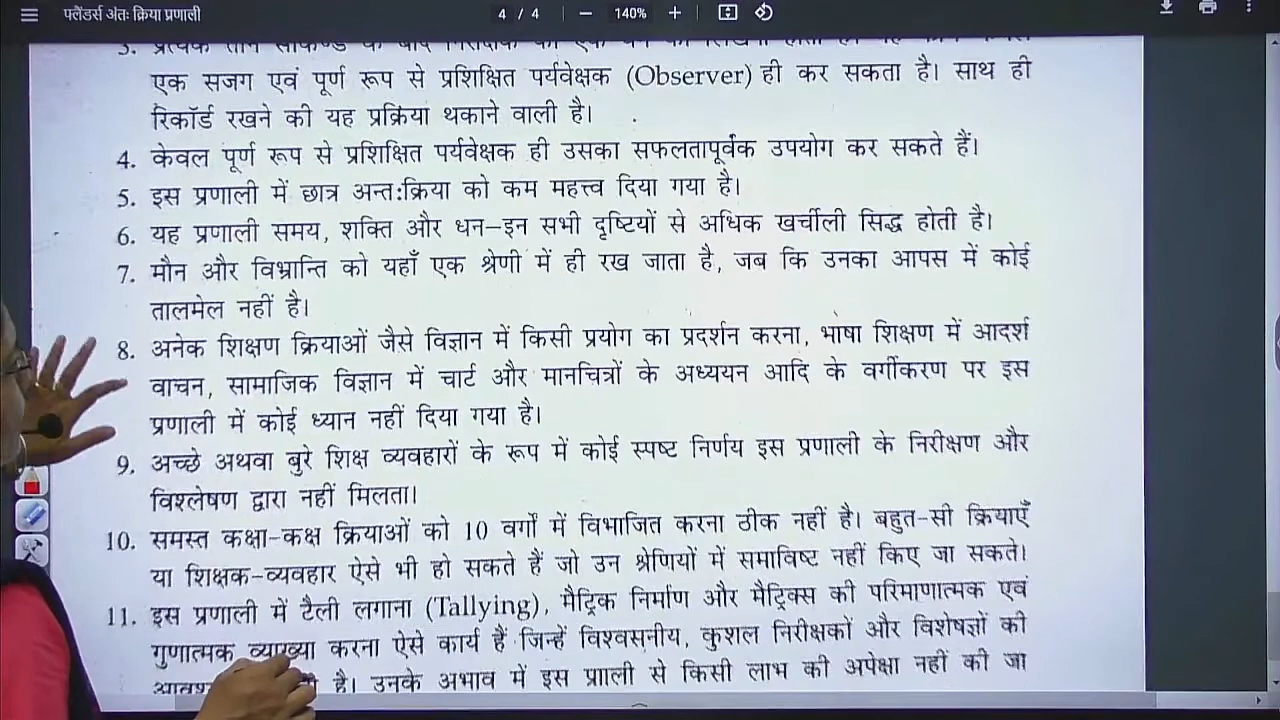 फ्लैंडर्स अंतः क्रिया प्रणाली
4 / 4
140%
एक सजग एवं पूर्ण रूप से प्रशिक्षित पर्यवेक्षक (Observer) ही कर सकता है। साथ ही
रिकॉर्ड रखने की यह प्रक्रिया थकाने वाली है।
4. केवल पूर्ण रूप से प्रशिक्षित पर्यवेक्षक ही उसका सफलतापूर्वक उपयोग कर सकते हैं।
5. इस प्रणाली में छात्र अन्त:क्रिया को कम महत्त्व दिया गया है।
6. यह प्रणाली समय, शक्ति और धन–इन सभी दृष्टियों से अधिक खर्चीली सिद्ध होती है।
7. मौन और विभ्रान्ति को यहाँ एक श्रेणी में ही रख जाता है, जब कि उनका आपस में कोई
तालमेल नहीं है।
8. अनेक शिक्षण क्रियाओं जैसे विज्ञान में किसी प्रयोग का प्रदर्शन करना, भाषा शिक्षण में आदर्श
वाचन, सामाजिक विज्ञान में चार्ट और मानचित्रों के अध्ययन आदि के वर्गीकरण पर इस
प्रणाली में कोई ध्यान नहीं दिया गया है।
9. अच्छे अथवा बुरे शिक्ष व्यवहारों के रूप में कोई स्पष्ट निर्णय इस प्रणाली के निरीक्षण और
विश्लेषण द्वारा नहीं मिलता।
10. समस्त कक्षा-कक्ष क्रियाओं को 10 वर्गों में विभाजित करना ठीक नहीं है। बहुत-सी क्रियाएँ
या शिक्षक-व्यवहार ऐसे भी हो सकते हैं जो उन श्रेणियों में समाविष्ट नहीं किए जा सकते।
11. इस प्रणाली में टैली लगाना (Tallying), मैट्रिक निर्माण और मैट्रिक्स की परिमाणात्मक एवं
गुणात्मक व्याख्या करना ऐसे कार्य हैं जिन्हें विश्वसनीय, कुशल निरीक्षकों और विशेषज्ञों की
है। उनके अभाव में इस प्राली से किसी लाभ की अपेक्षा नहीं की जा